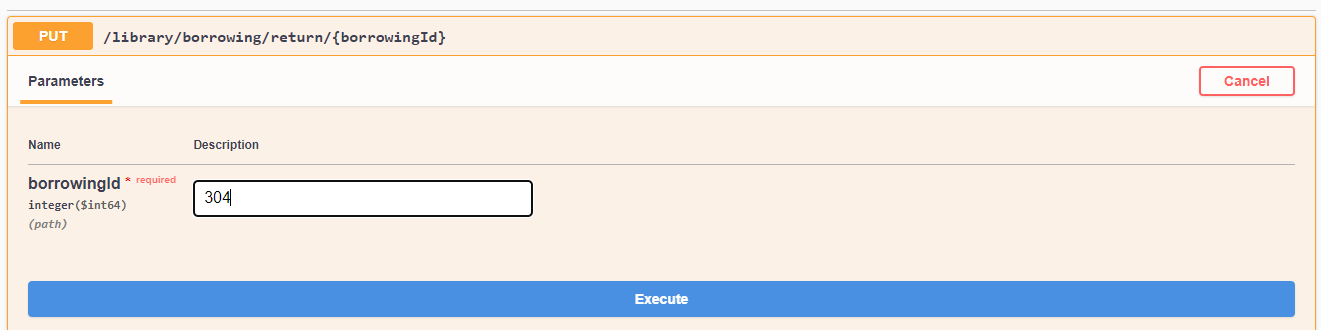 PUT /library/borrowing/return/{borrowingId}
Parameters Cancel
Name Description
borrowingId * required
integer($int64)
(path)
304
Execute